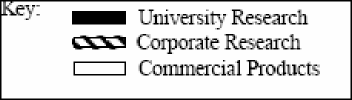 Key:
University Research
Corporate Research
Commercial Products